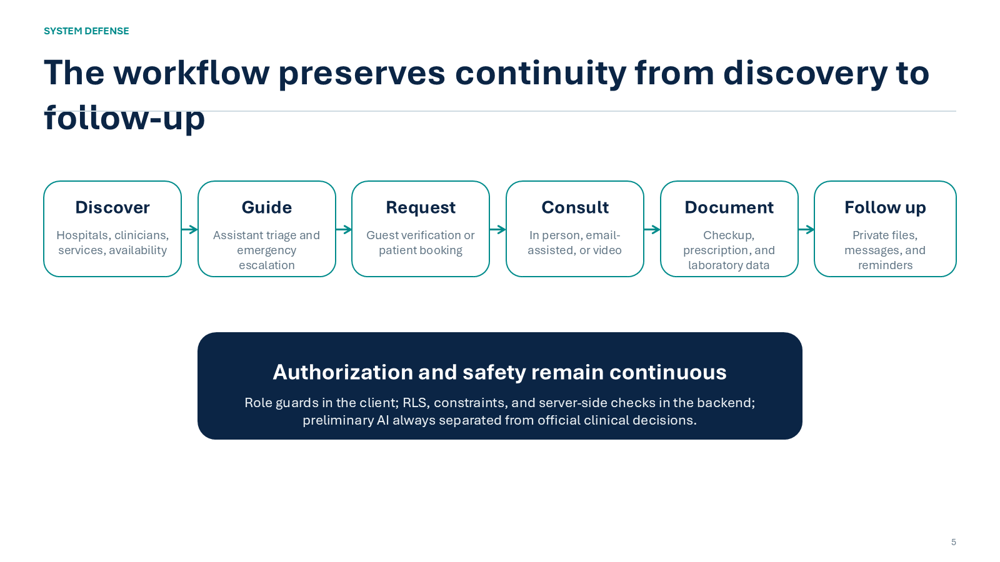 SYSTEM DEFENSE
The workflow preserves continuity from discovery to
follow-up
Discover
Hospitals, clinicians,
services, availability
Guide
Assistant triage and
emergency
escalation
Request
Guest verification or
patient booking
Consult
In person, email-
assisted, or video
Document
Checkup,
prescription, and
laboratory data
Follow up
Private files,
messages, and
reminders
Authorization and safety remain continuous
Role guards in the client; RLS, constraints, and server-side checks in the backend;
preliminary AI always separated from official clinical decisions.
5